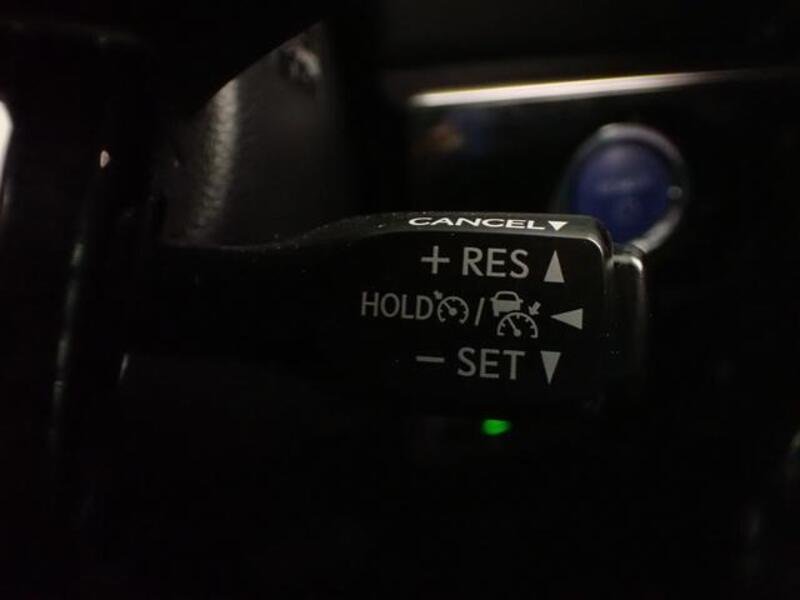 CANCEL▼
+ RES ▲
HOLD / ◀
− SET ▼